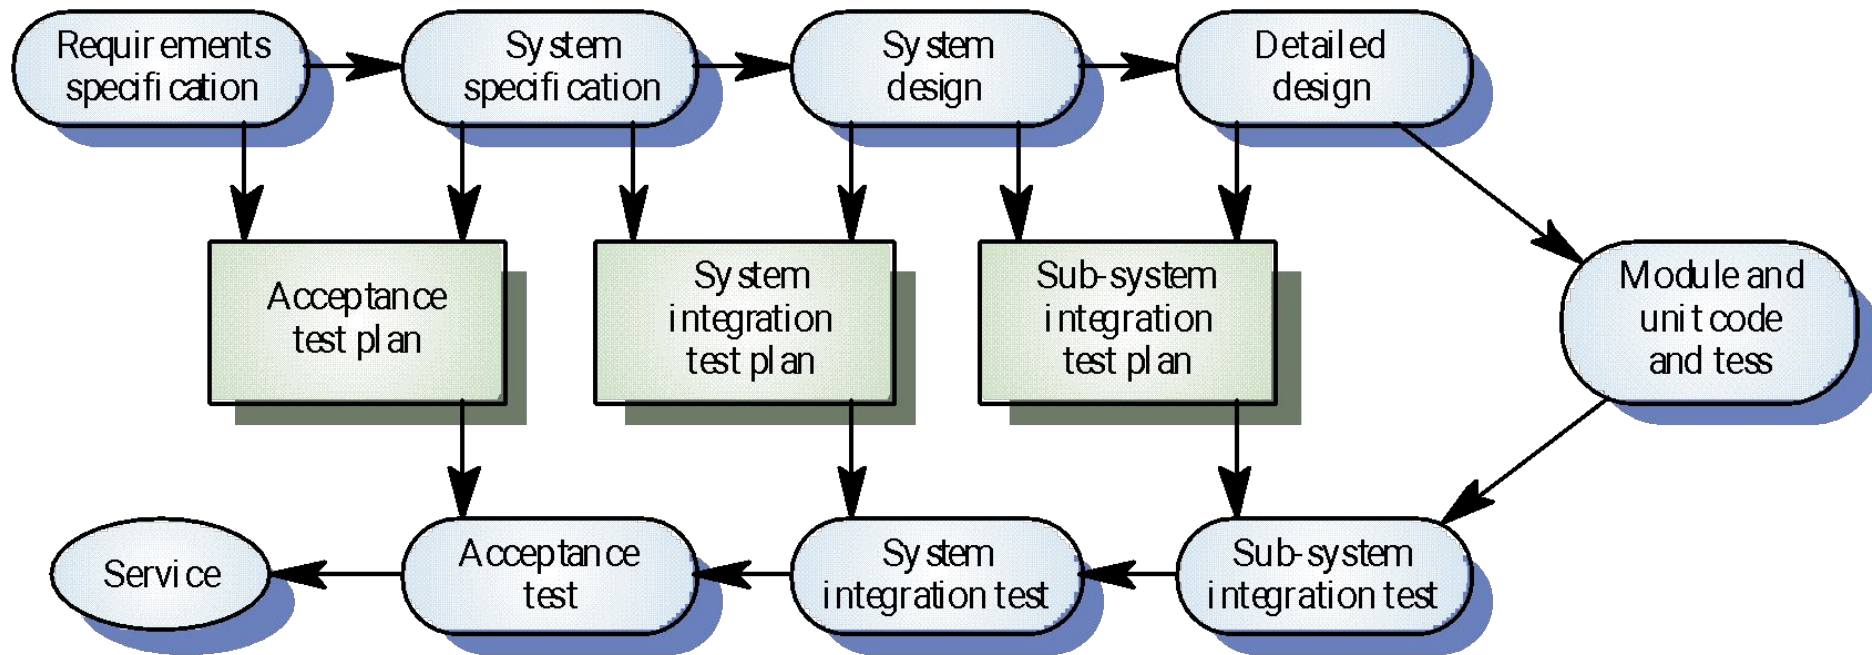 Requirements
specification
System
specification
System
design
Detailed
design
Acceptance
test plan
System
integration
test plan
Sub-system
integration
test plan
Module and
unit code
and tess
Service
Acceptance
test
System
integration test
Sub-system
integration test